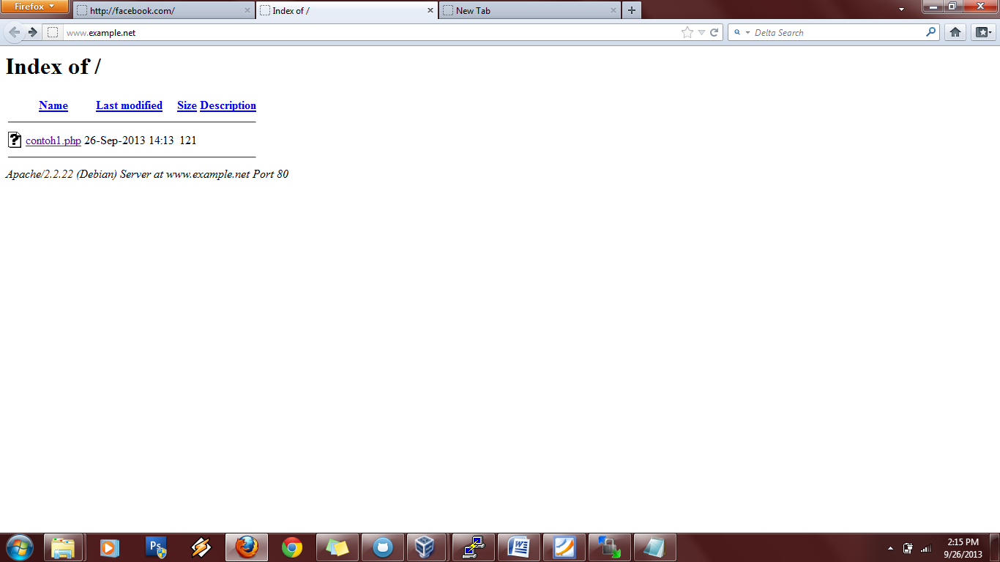 Firefox
http://facebook.com/
Index of /
New Tab
www.example.net
Delta Search
Index of /
Name Last modified Size Description
contoh1.php 26-Sep-2013 14:13 121
Apache/2.2.22 (Debian) Server at www.example.net Port 80
Ps
W
2:15 PM
9/26/2013